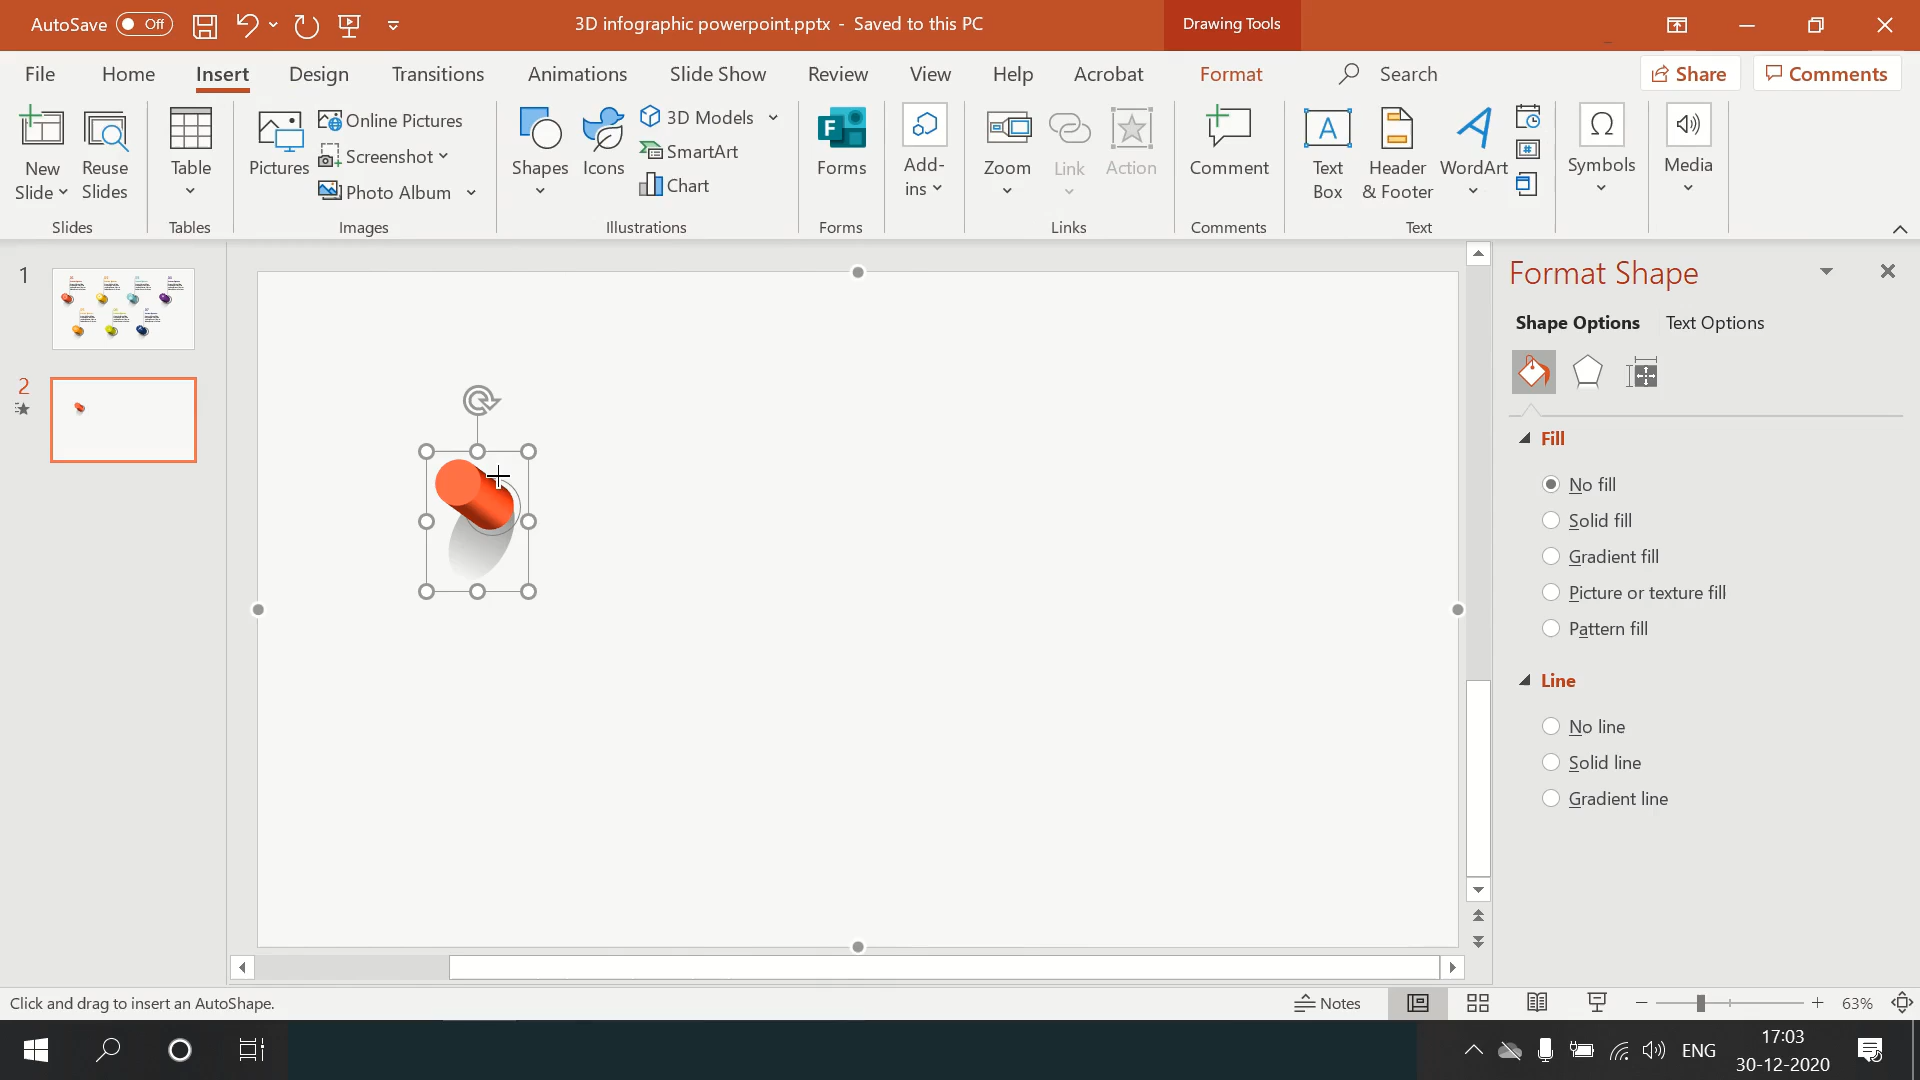 AutoSave Off
3D infographic powerpoint.pptx - Saved to this PC
Drawing Tools
File Home Insert Design Transitions Animations Slide Show Review View Help Acrobat Format Search Share Comments
New Slide
Reuse Slides
Slides
Table
Tables
Pictures
Online Pictures
Screenshot
Photo Album
Images
Shapes
Icons
3D Models
SmartArt
Chart
Illustrations
Forms
Forms
Add-ins
Zoom
Link
Action
Links
Comment
Comments
Text Box
Header & Footer
WordArt
Text
Symbols
Media
1
2
Format Shape
Shape Options Text Options
Fill
No fill
Solid fill
Gradient fill
Picture or texture fill
Pattern fill
Line
No line
Solid line
Gradient line
Click and drag to insert an AutoShape.
Notes
63%
ENG
17:03
30-12-2020